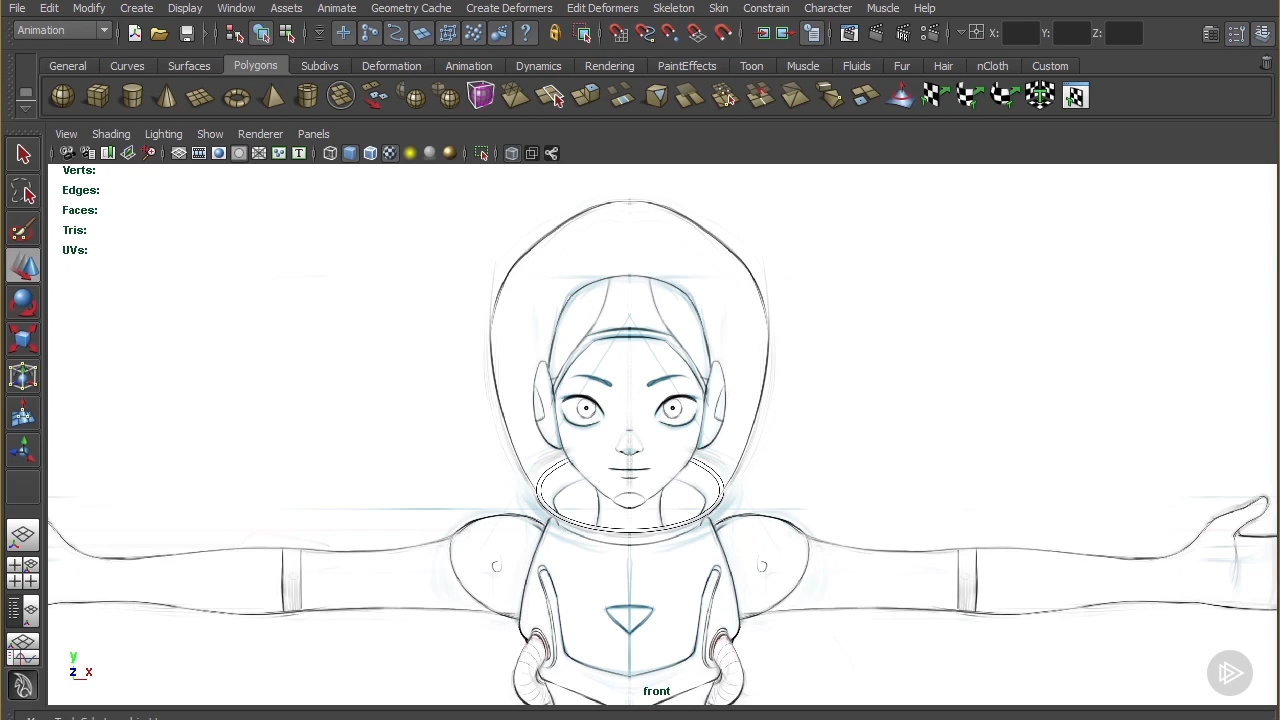 File Edit Modify Create Display Window Assets Animate Geometry Cache Create Deformers Edit Deformers Skeleton Skin Constrain Character Muscle Help
Animation X: Y: Z:
General Curves Surfaces Polygons Subdivs Deformation Animation Dynamics Rendering PaintEffects Toon Muscle Fluids Fur Hair nCloth Custom
View Shading Lighting Show Renderer Panels
Verts:
Edges:
Faces:
Tris:
UVs:
y
z x
front